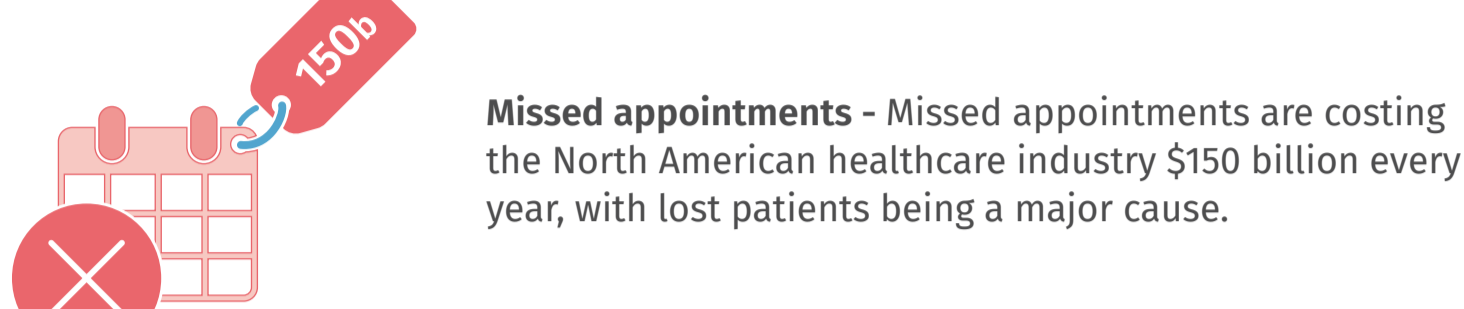 150b
Missed appointments - Missed appointments are costing
the North American healthcare industry $150 billion every
year, with lost patients being a major cause.